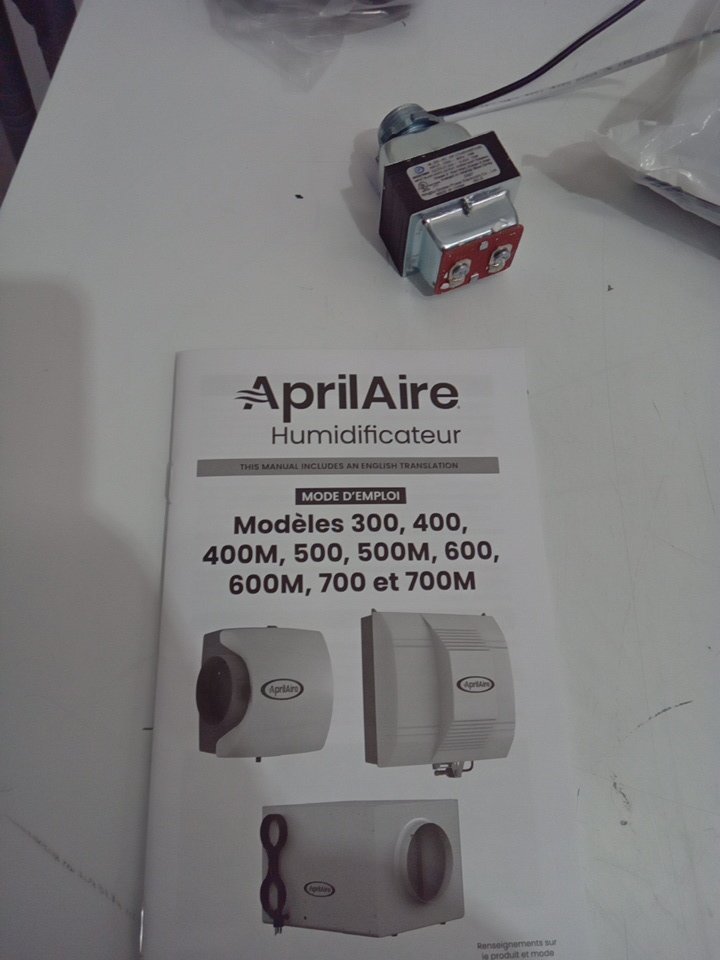 AprilAire
Humidificateur
THIS MANUAL INCLUDES AN ENGLISH TRANSLATION
MODE D'EMPLOI
Modèles 300, 400,
400M, 500, 500M, 600,
600M, 700 et 700M
AprilAire
AprilAire
AprilAire
Renseignements sur
le produit et mode